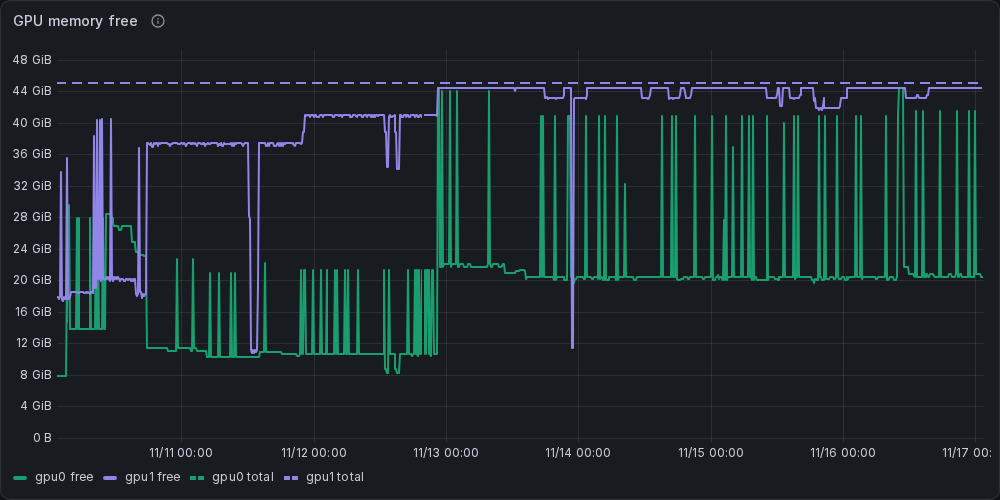 GPU memory free
48 GiB
44 GiB
40 GiB
36 GiB
32 GiB
28 GiB
24 GiB
20 GiB
16 GiB
12 GiB
8 GiB
4 GiB
0 B
11/11 00:00 11/12 00:00 11/13 00:00 11/14 00:00 11/15 00:00 11/16 00:00 11/17 00:
gpu0 free gpu1 free gpu0 total gpu1 total